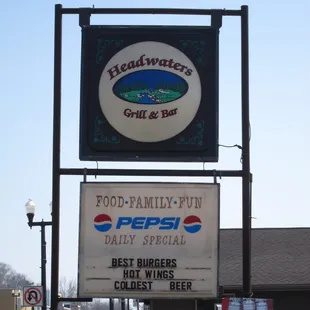 Headwaters
Grill & Bar
FOOD·FAMILY·FUN
PEPSI
DAILY SPECIAL
BEST BURGERS
HOT WINGS
COLDEST BEER